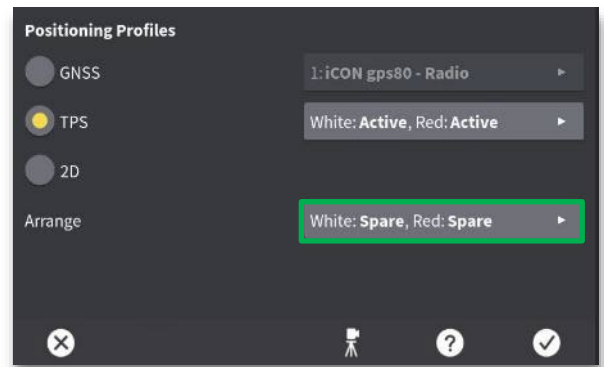 Positioning Profiles
GNSS 1: iCON gps80 - Radio
TPS White: Active, Red: Active
2D
Arrange White: Spare, Red: Spare
?